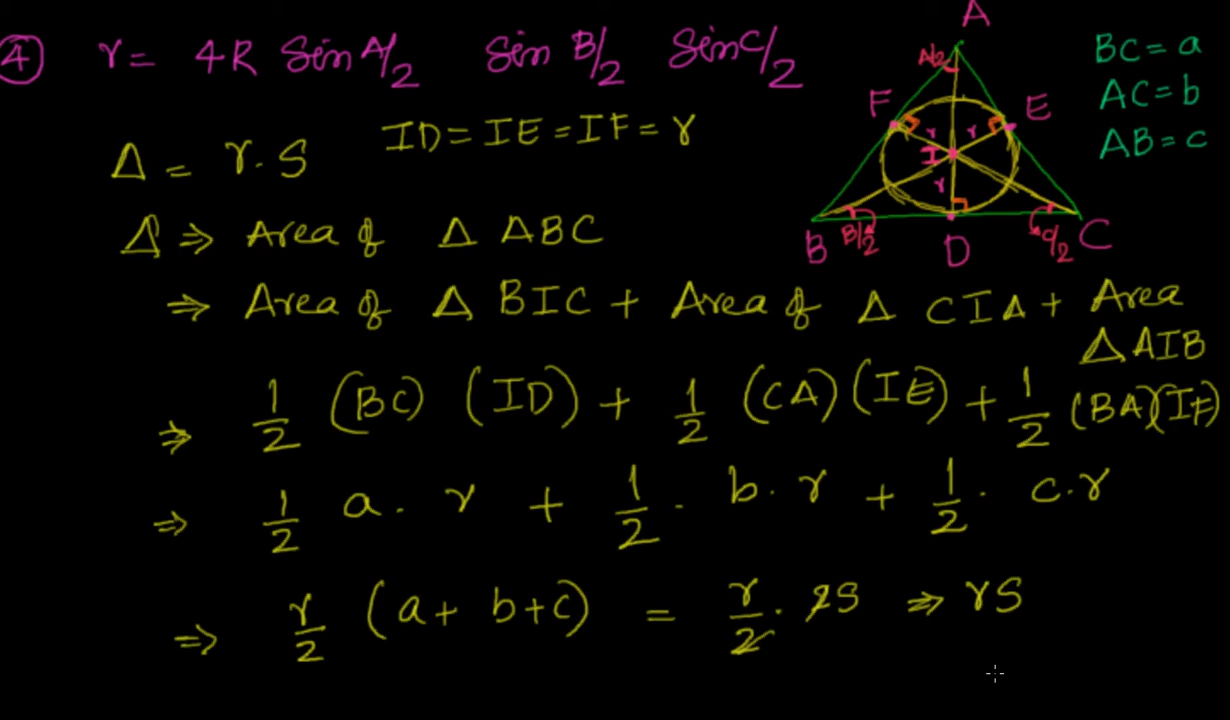 ④ r = 4R Sin A/2 Sin B/2 Sin C/2
Δ = r.S ID = IE = IF = r
Δ ⇒ Area of Δ ABC
⇒ Area of Δ BIC + Area of Δ CIA + Area
Δ AIB
⇒ 1/2 (BC) (ID) + 1/2 (CA) (IE) + 1/2 (BA)(IF)
⇒ 1/2 a. r + 1/2 . b. r + 1/2 . c. r
⇒ r/2 (a + b + c) = r/2 . 2S ⇒ rS
A
A/2
F
E
r
r
I
r
B
B/2
D
C/2
C
BC = a
AC = b
AB = c